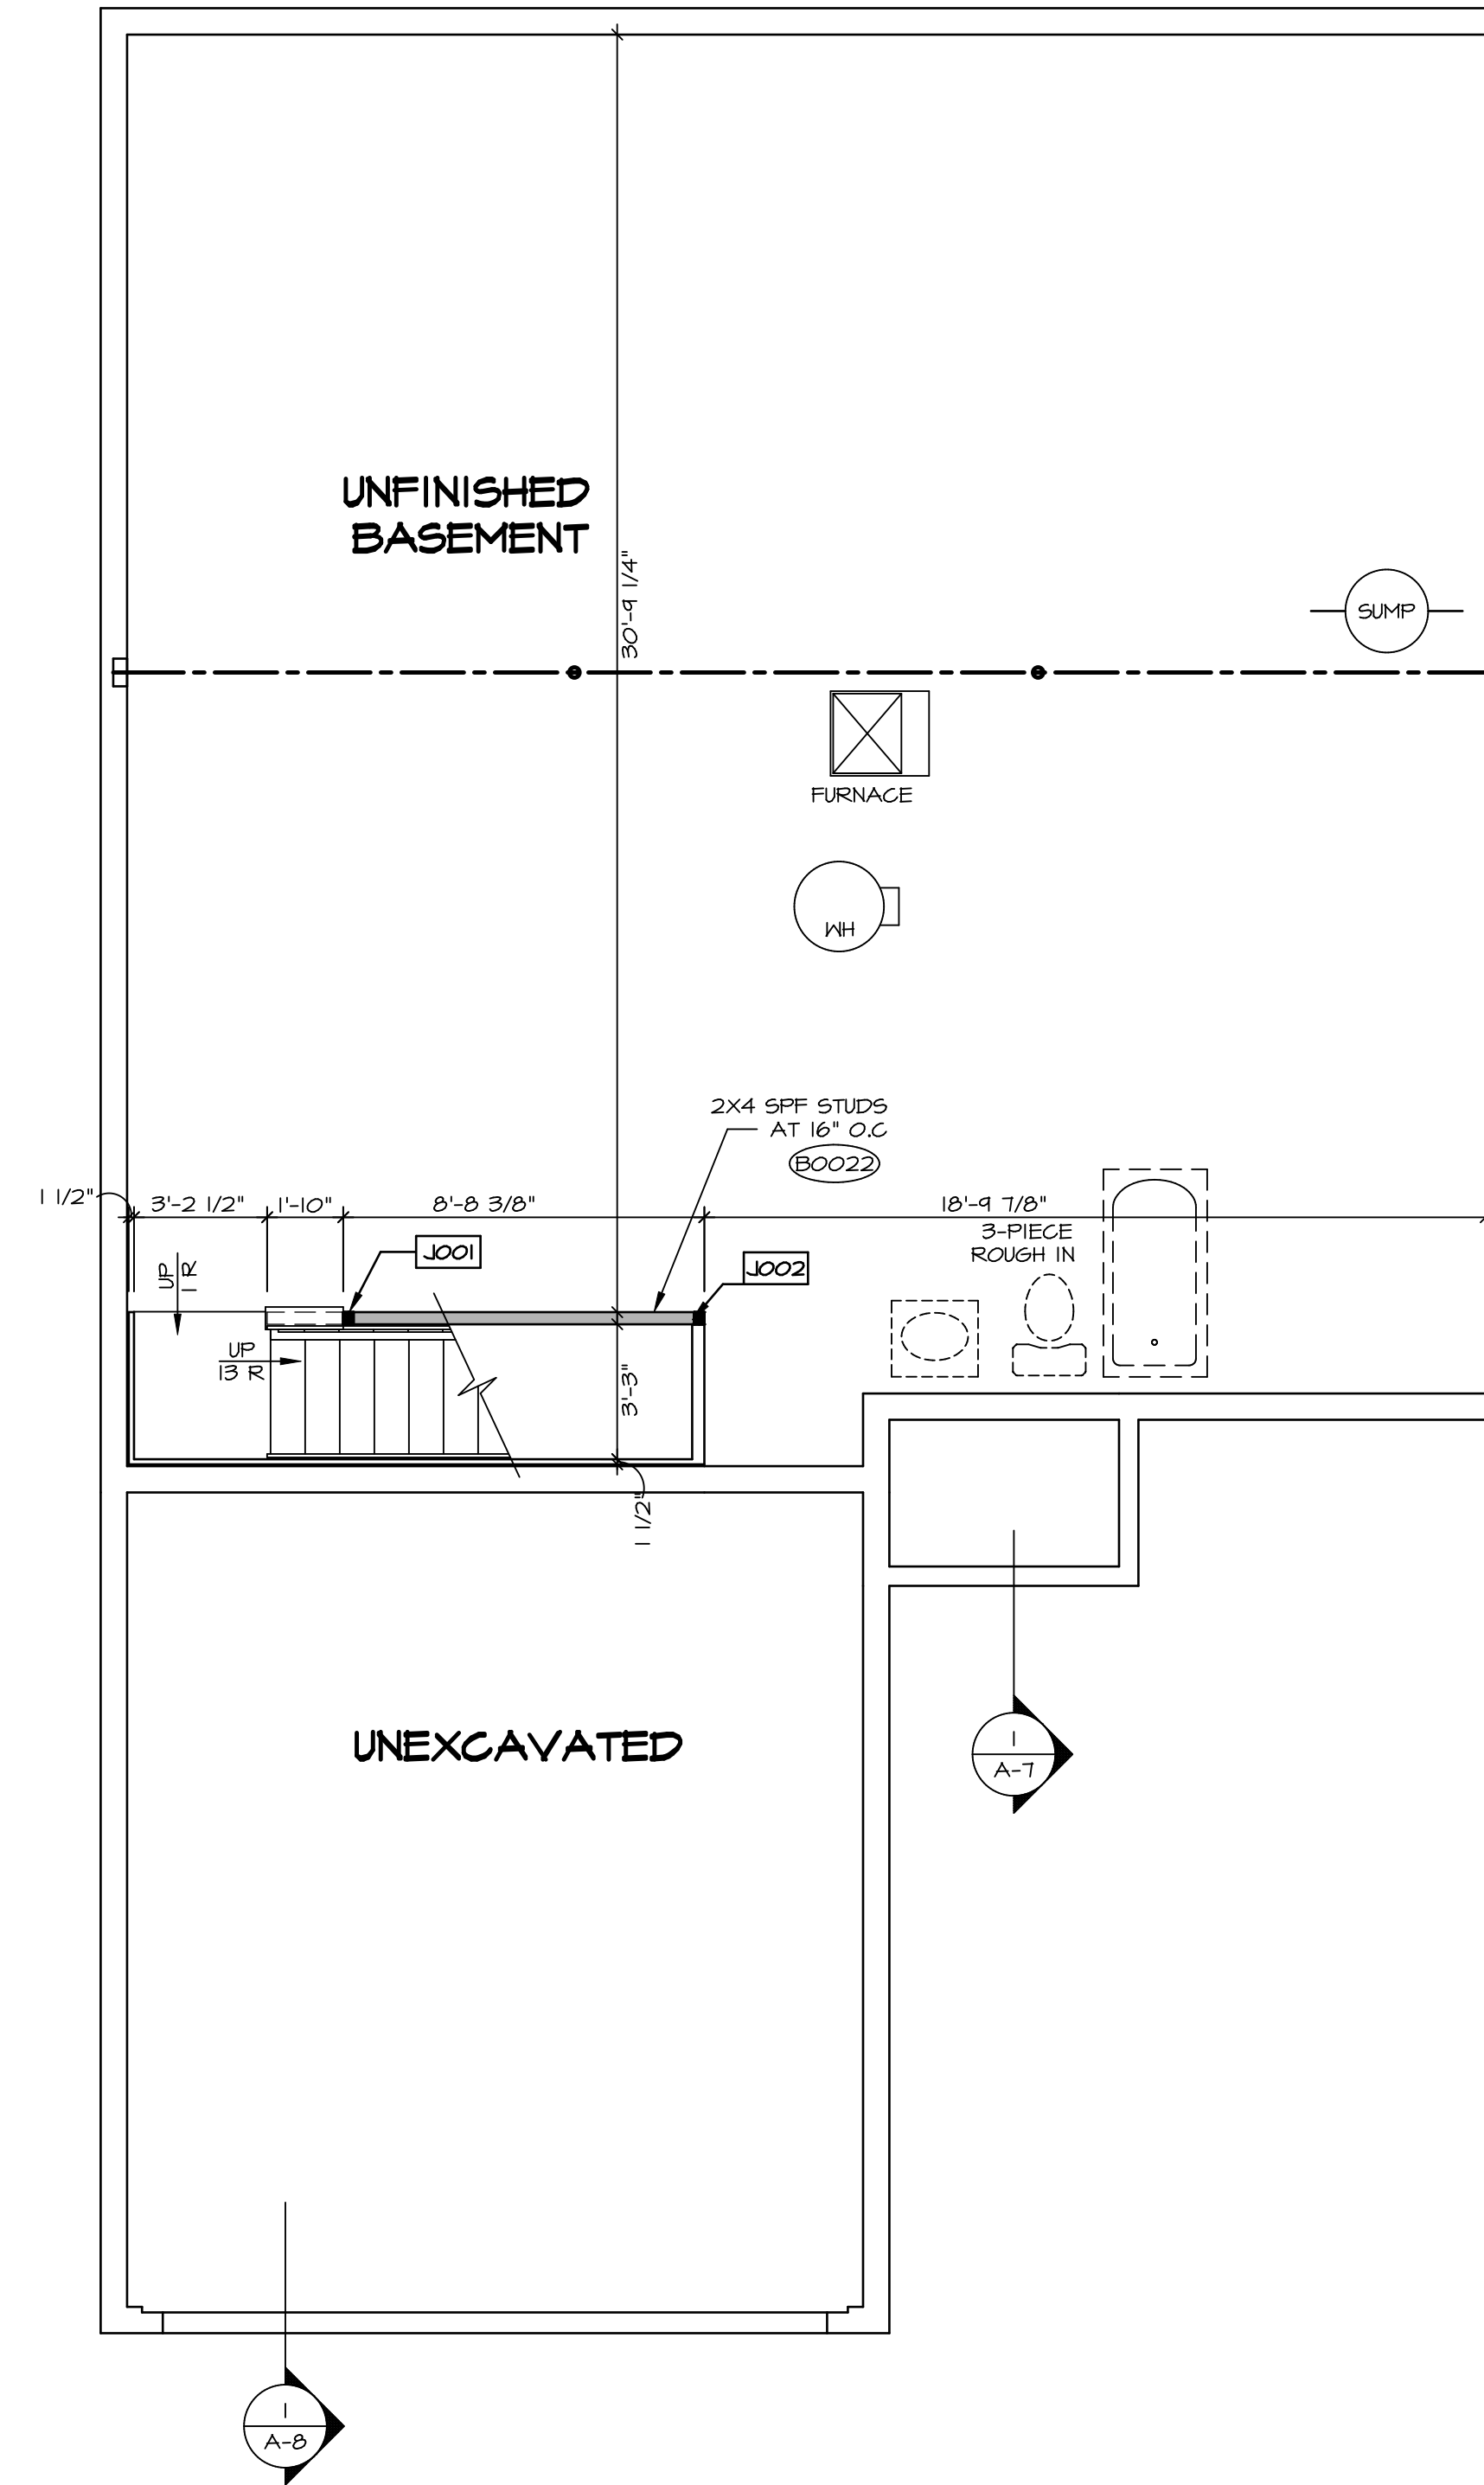 UNFINISHED
BASEMENT
30'-9 1/4"
SUMP
FURNACE
WH
2X4 SPF STUDS
AT 16" O.C
B0022
1 1/2"
3'-2 1/2"
1'-10"
8'-8 3/8"
18'-9 7/8"
3-PIECE
ROUGH IN
J001
J002
UP
1 R
UP
13 R
3'-3"
1 1/2"
UNEXCAVATED
1
A-7
1
A-8